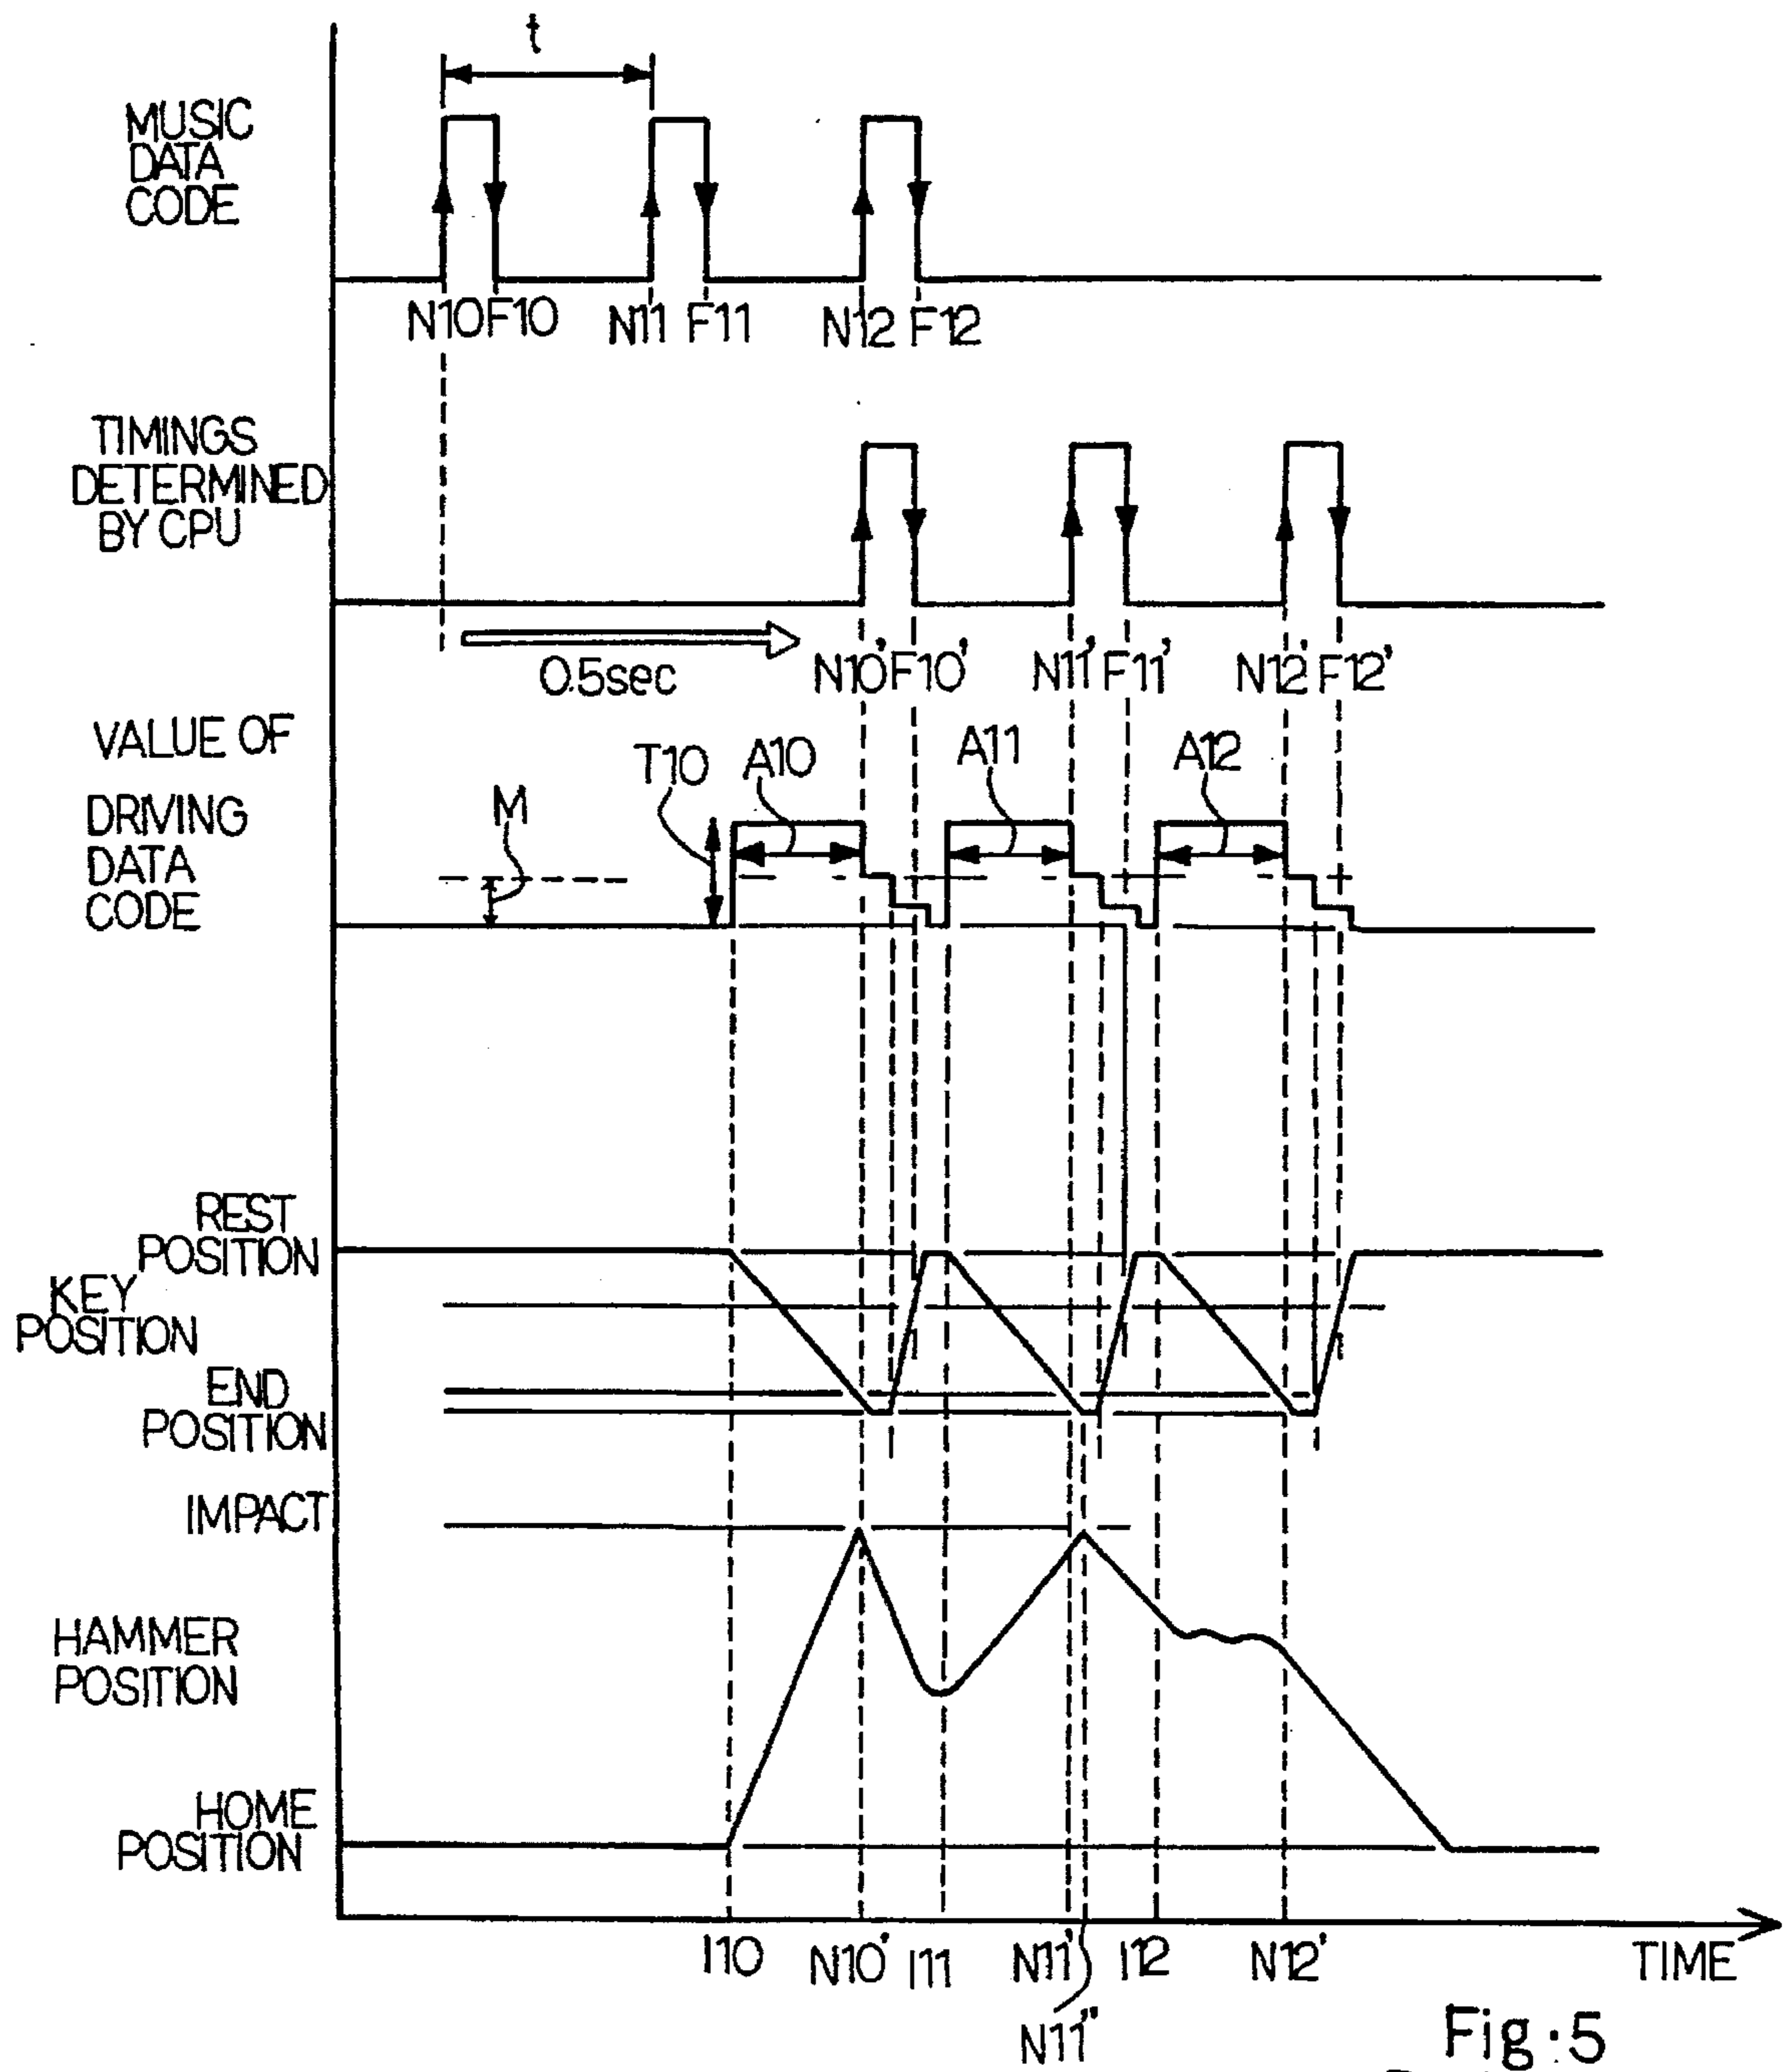 t
MUSIC
DATA
CODE
N10 F10 N11 F11 N12 F12
TIMINGS
DETERMINED
BY CPU
0.5sec
N10' F10' N11' F11' N12' F12'
VALUE OF
DRIVING
DATA
CODE
M
T10 A10 A11 A12
REST
POSITION
KEY
POSITION
END
POSITION
IMPACT
HAMMER
POSITION
HOME
POSITION
I10 N10' I11 N11' I12 N12' TIME
N11"
Fig.5